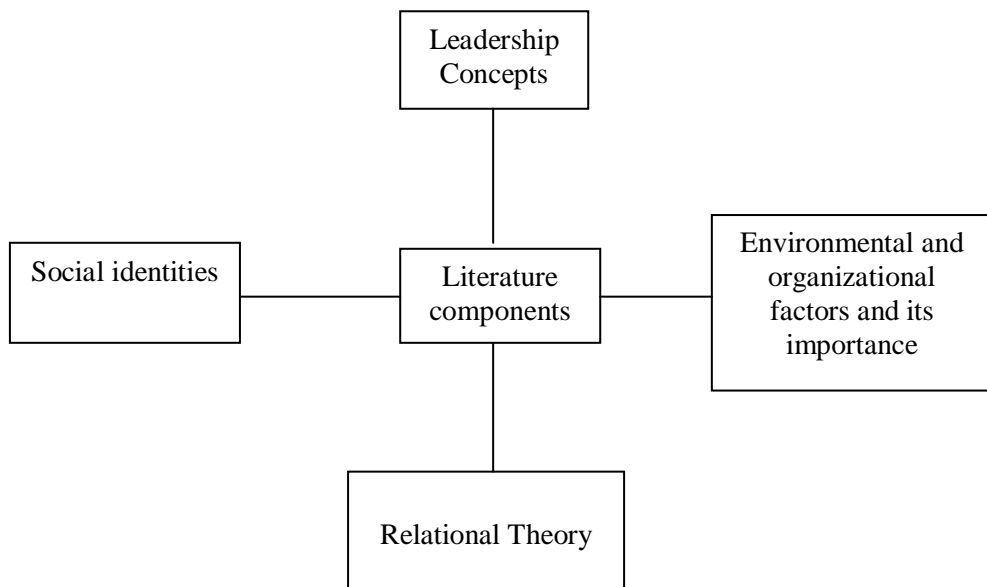 Leadership
Concepts
Social identities
Literature
components
Environmental and
organizational
factors and its
importance
Relational Theory